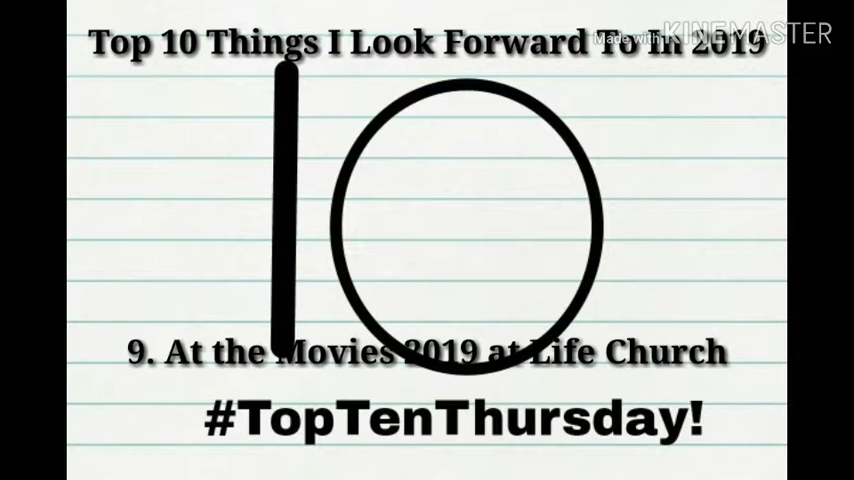 Top 10 Things I Look Forward To in 2019
Made with KINEMASTER
10
9. At the Movies 2019 at Life Church
#TopTenThursday!